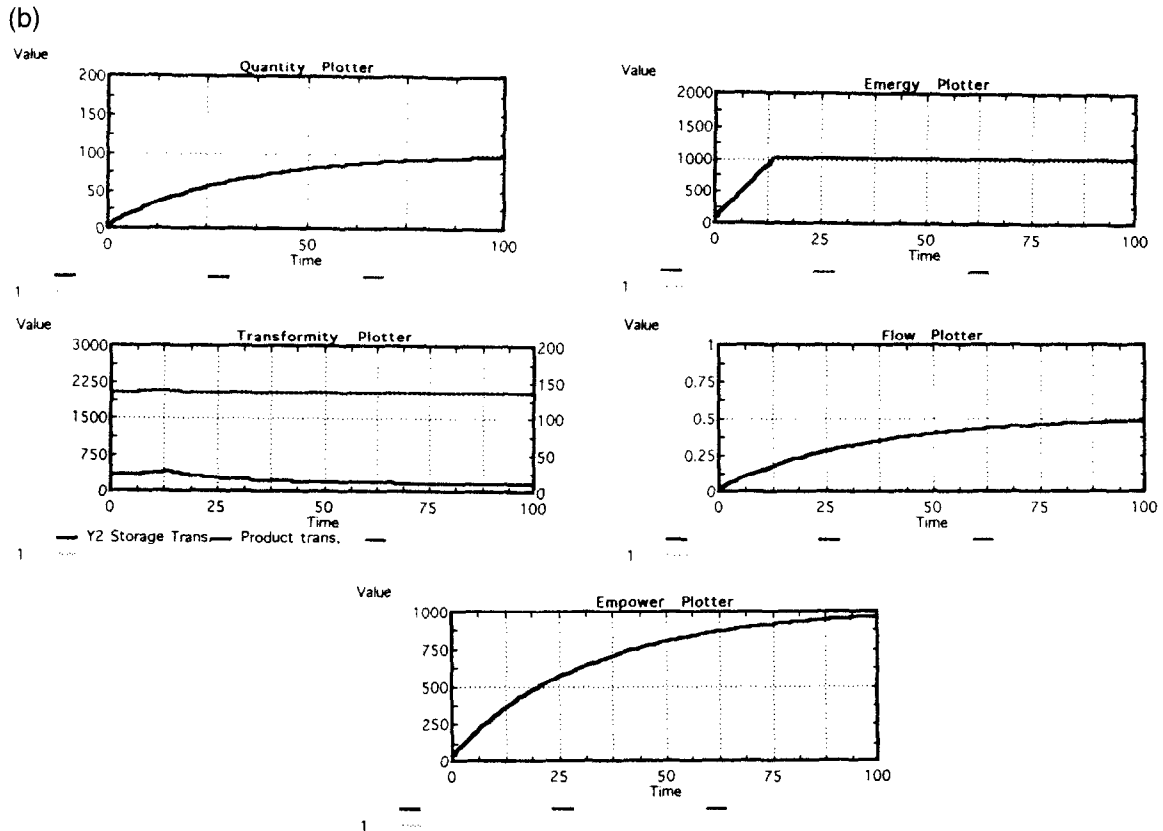 (b)
Value
Quantity Plotter
200
150
100
50
0
0 50 100
Time
1
Value
Emergy Plotter
2000
1500
1000
500
0
0 25 50 75 100
Time
1
Value
Transformity Plotter
3000 200
2250 150
1500 100
750 50
0 0
0 25 50 75 100
Time
Y2 Storage Trans. Product trans.
1
Value
Flow Plotter
1
0.75
0.5
0.25
0
0 25 50 75 100
Time
1
Value
Empower Plotter
1000
750
500
250
0
0 25 50 75 100
Time
1